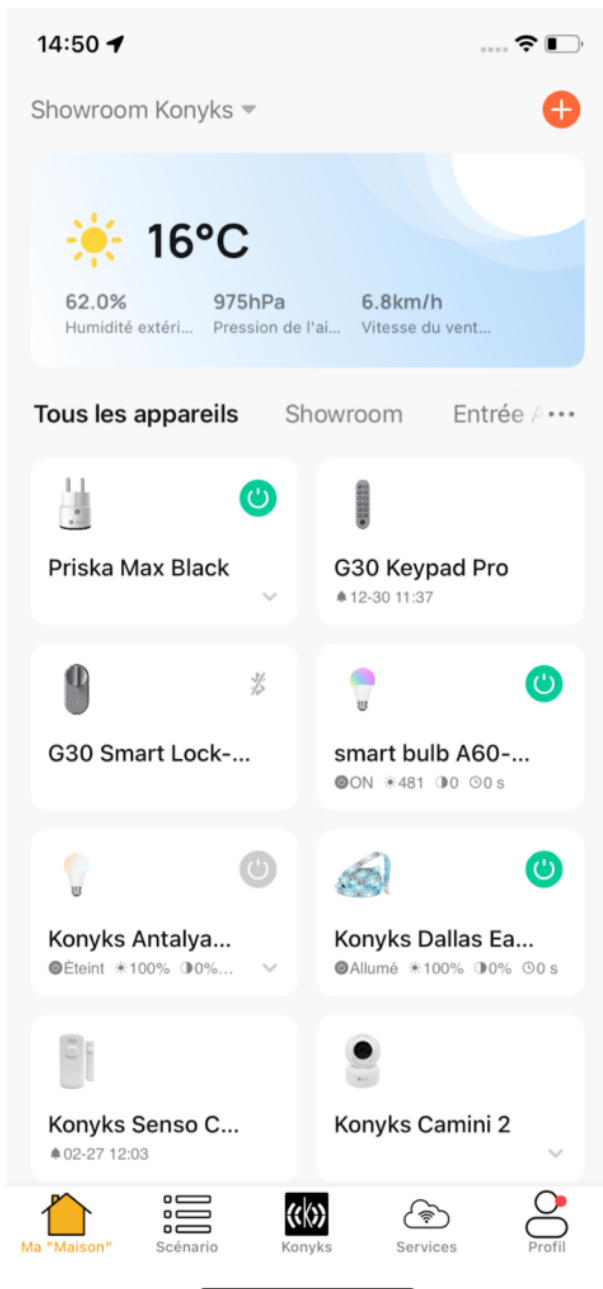 14:50
Showroom Konyks
16°C
62.0% 975hPa 6.8km/h
Humidité extéri... Pression de l'ai... Vitesse du vent...
Tous les appareils Showroom Entrée A...
Priska Max Black
G30 Keypad Pro
12-30 11:37
G30 Smart Lock-...
smart bulb A60-...
ON 481 0 0 s
Konyks Antalya...
Éteint 100% 0%...
Konyks Dallas Ea...
Allumé 100% 0% 0 s
Konyks Senso C...
02-27 12:03
Konyks Camini 2
Ma "Maison" Scénario Konyks Services Profil